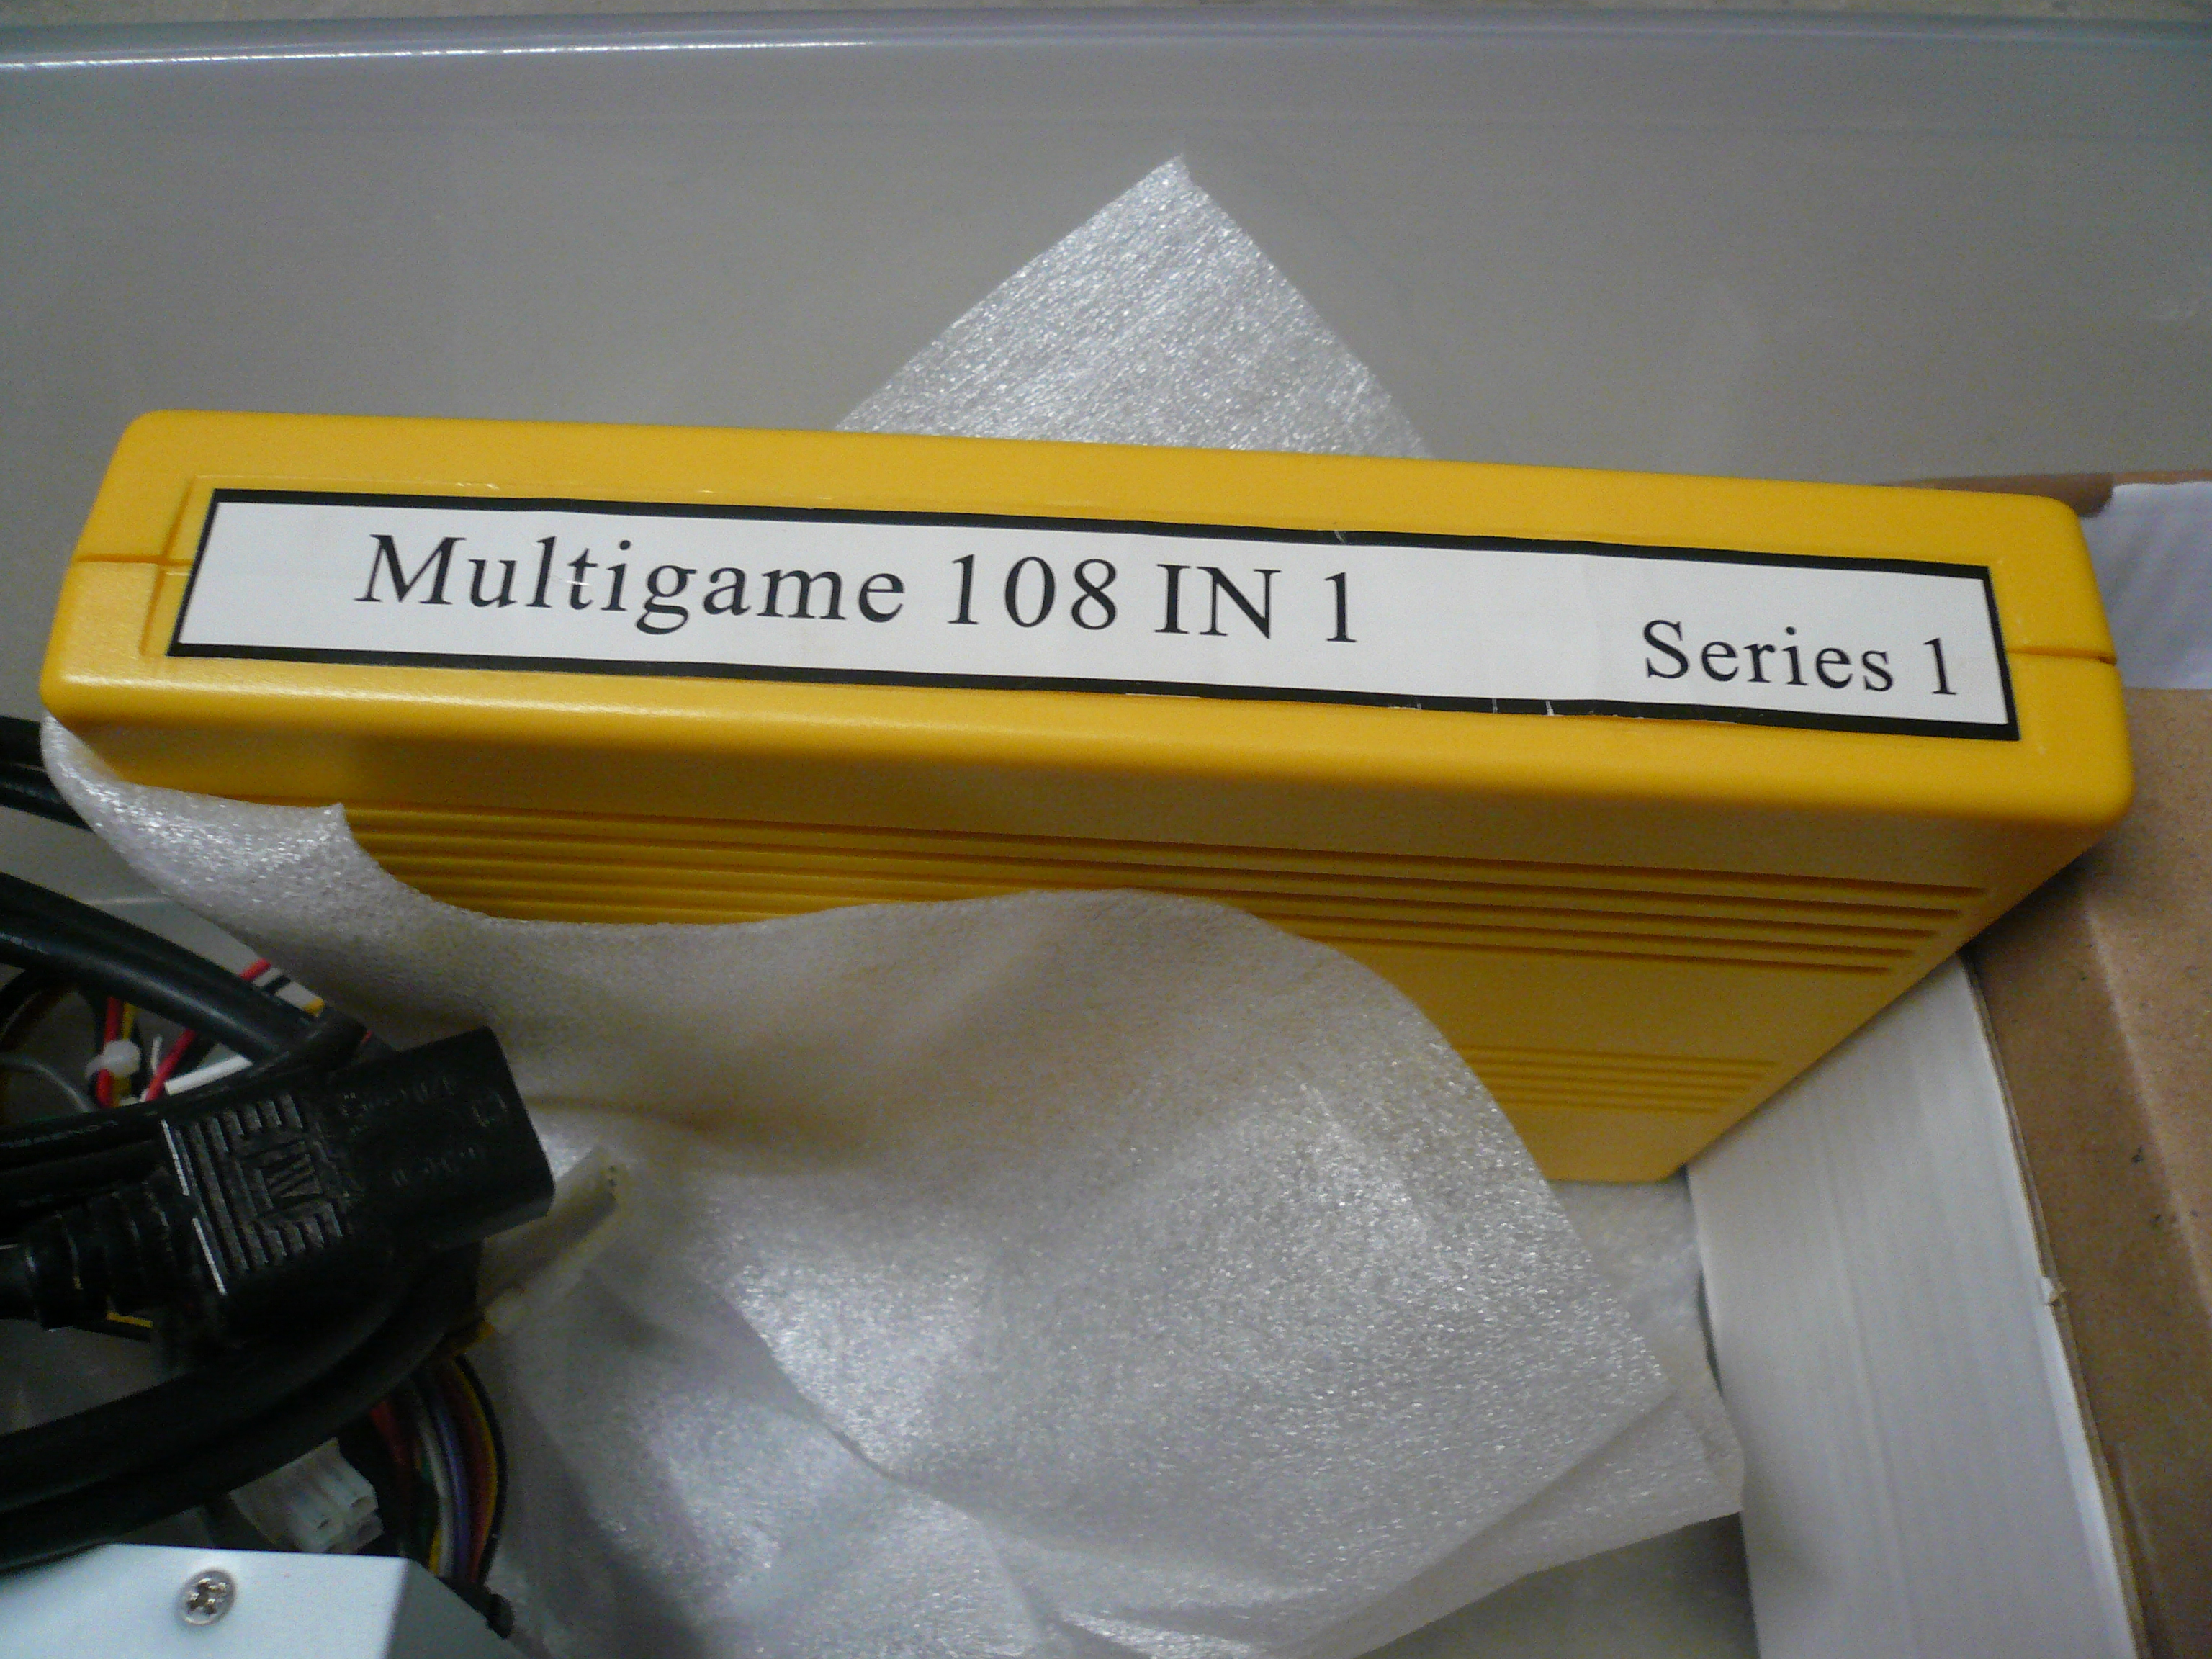 Multigame 108 IN 1
Series 1